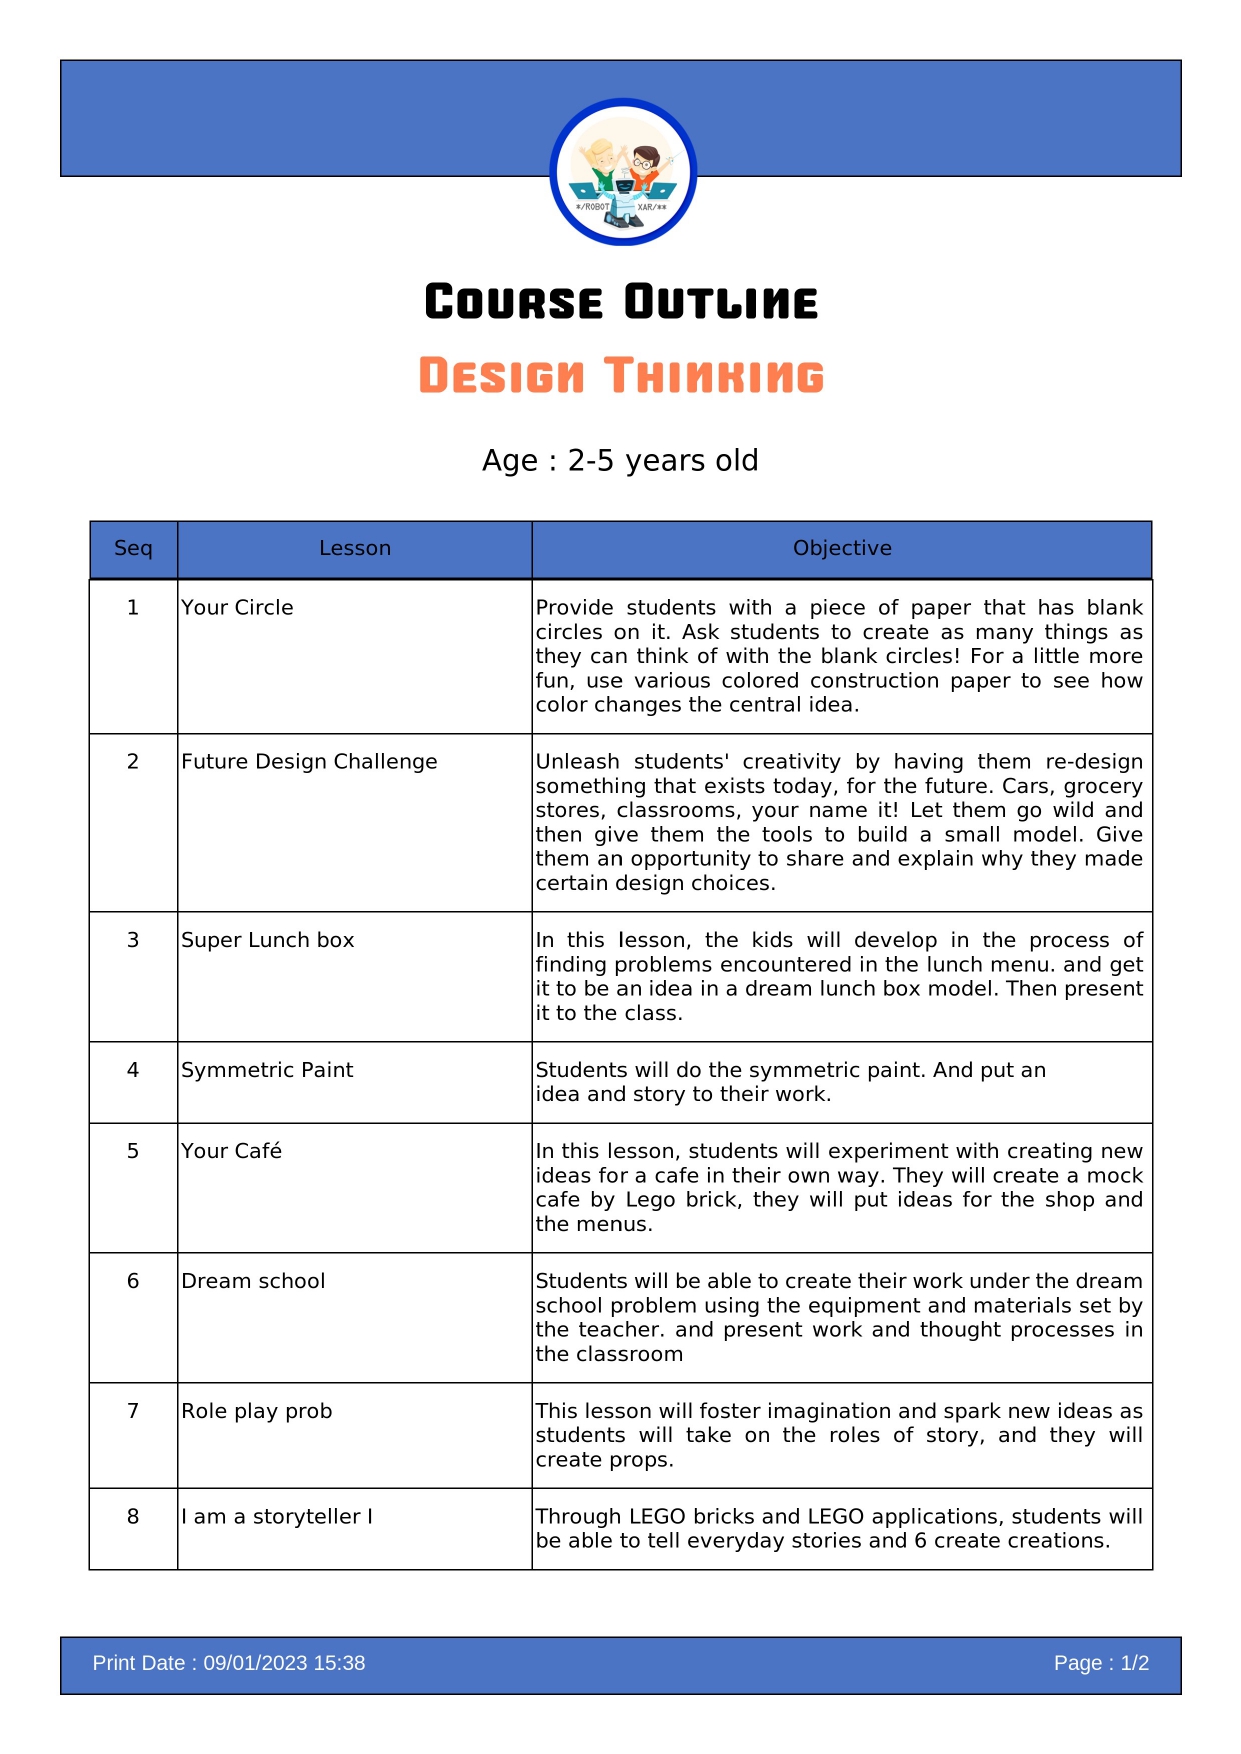 */ROBOT XAR/**
Course Outline
Design Thinking
Age : 2-5 years old
Seq Lesson Objective
1 Your Circle Provide students with a piece of paper that has blank
circles on it. Ask students to create as many things as
they can think of with the blank circles! For a little more
fun, use various colored construction paper to see how
color changes the central idea.
2 Future Design Challenge Unleash students' creativity by having them re-design
something that exists today, for the future. Cars, grocery
stores, classrooms, your name it! Let them go wild and
then give them the tools to build a small model. Give
them an opportunity to share and explain why they made
certain design choices.
3 Super Lunch box In this lesson, the kids will develop in the process of
finding problems encountered in the lunch menu. and get
it to be an idea in a dream lunch box model. Then present
it to the class.
4 Symmetric Paint Students will do the symmetric paint. And put an
idea and story to their work.
5 Your Café In this lesson, students will experiment with creating new
ideas for a cafe in their own way. They will create a mock
cafe by Lego brick, they will put ideas for the shop and
the menus.
6 Dream school Students will be able to create their work under the dream
school problem using the equipment and materials set by
the teacher. and present work and thought processes in
the classroom
7 Role play prob This lesson will foster imagination and spark new ideas as
students will take on the roles of story, and they will
create props.
8 I am a storyteller I Through LEGO bricks and LEGO applications, students will
be able to tell everyday stories and 6 create creations.
Print Date : 09/01/2023 15:38 Page : 1/2